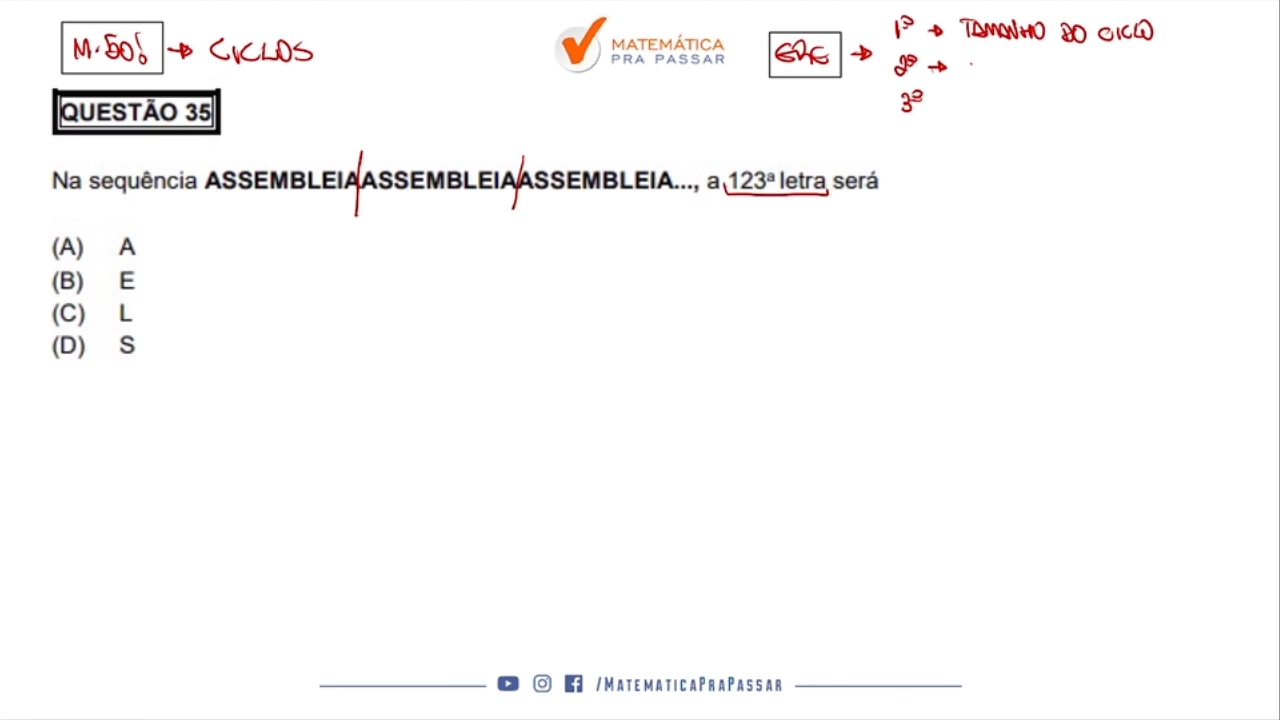 M·50! → CICLOS
MATEMÁTICA
PRA PASSAR
1º → TAMANHO DO CICLO
2º →
3º
QUESTÃO 35
Na sequência ASSEMBLEIAASSEMBLEIAASSEMBLEIA..., a 123ª letra será
(A) A
(B) E
(C) L
(D) S
/MATEMATICAPRAPASSAR